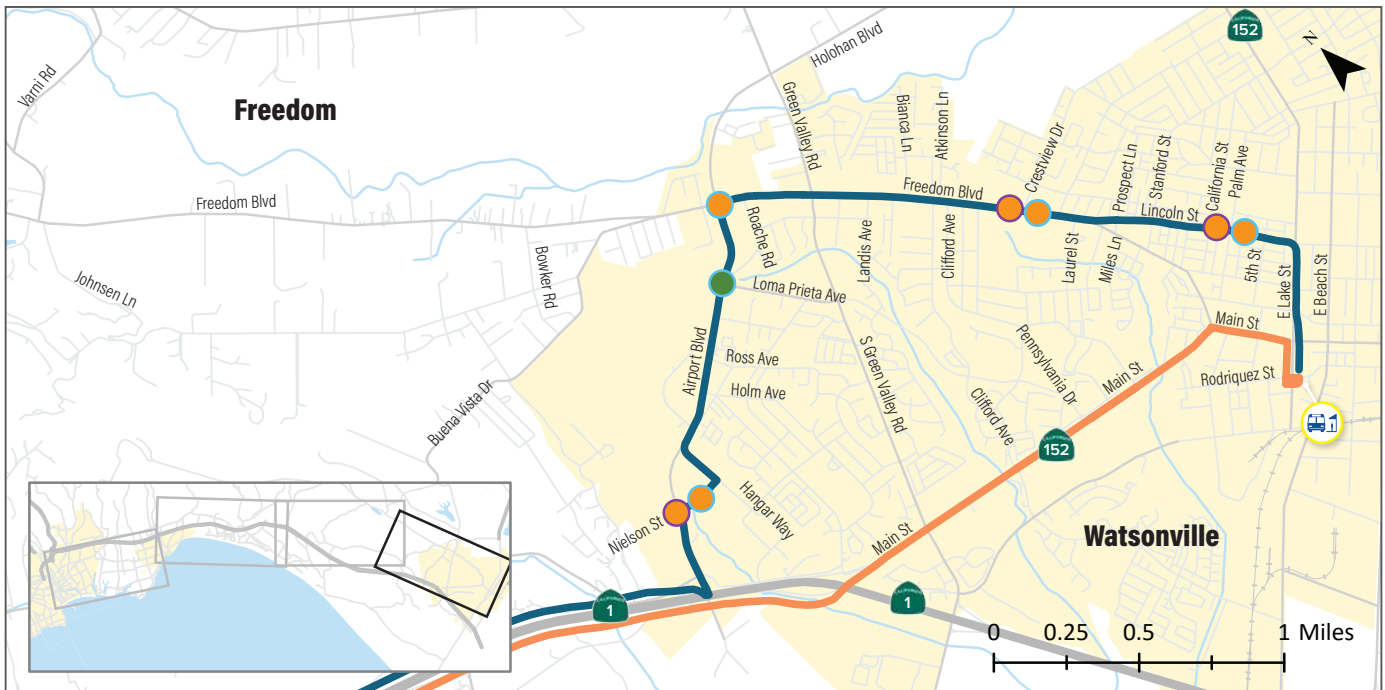 CALIFORNIA
152
N
Holohan Blvd
Varni Rd
Freedom
Green Valley Rd
Bianca Ln
Atkinson Ln
Crestview Dr
Prospect Ln
Stanford St
California St
Palm Ave
Freedom Blvd
Freedom Blvd
Lincoln St
Roache Rd
Landis Ave
Clifford Ave
Laurel St
Miles Ln
5th St
E Lake St
E Beach St
Bowker Rd
Johnsen Ln
Loma Prieta Ave
Main St
Airport Blvd
Ross Ave
Holm Ave
S Green Valley Rd
Pennsylvania Dr
Main St
Rodriquez St
Buena Vista Dr
Clifford Ave
CALIFORNIA
152
Hangar Way
Nielson St
Main St
Watsonville
CALIFORNIA
1
CALIFORNIA
1
0 0.25 0.5 1 Miles